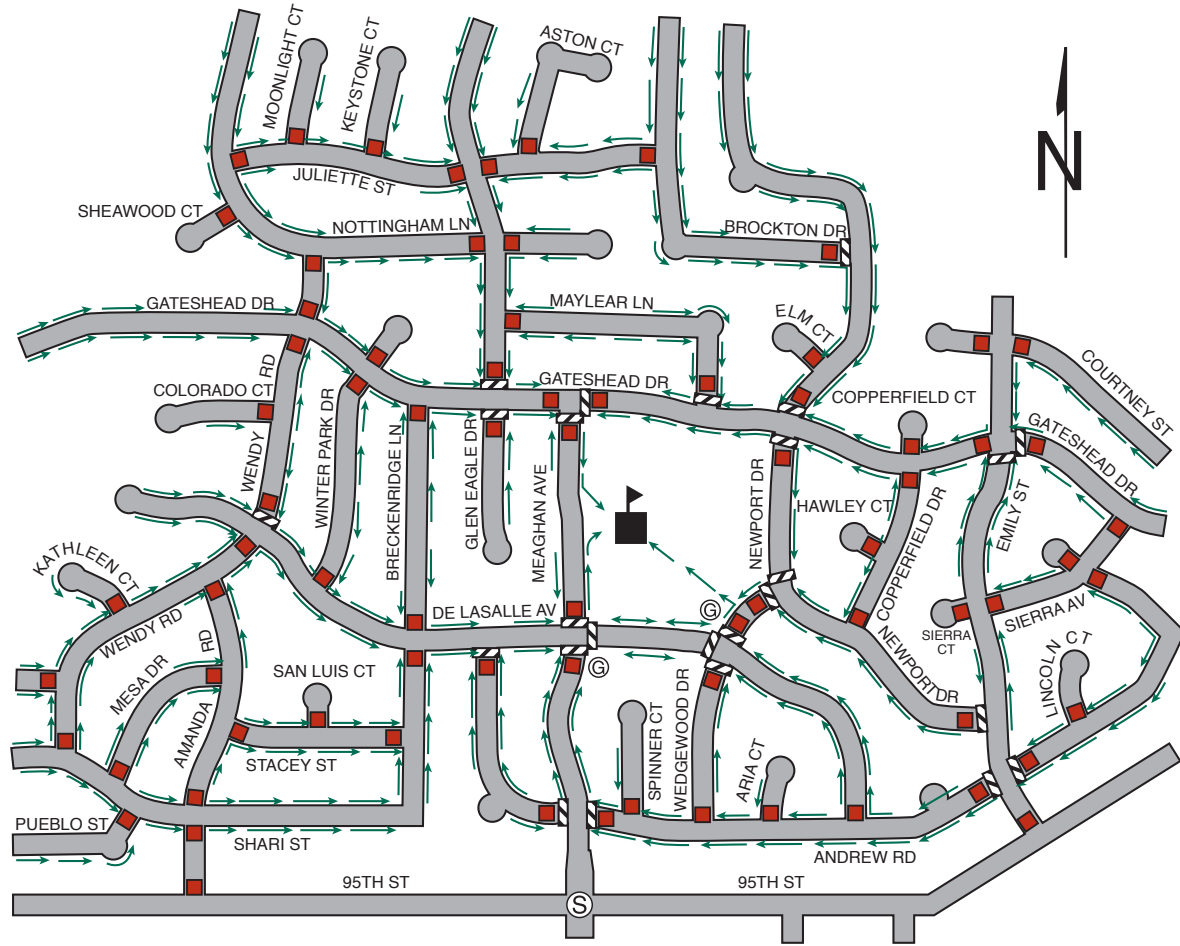 MOONLIGHT CT
KEYSTONE CT
ASTON CT
N
JULIETTE ST
SHEAWOOD CT
NOTTINGHAM LN
BROCKTON DR
GATESHEAD DR
MAYLEAR LN
ELM CT
COURTNEY ST
COLORADO CT
WENDY RD
WINTER PARK DR
GATESHEAD DR
COPPERFIELD CT
GATESHEAD DR
BRECKENRIDGE LN
GLEN EAGLE DR
MEAGHAN AVE
NEWPORT DR
HAWLEY CT
COPPERFIELD DR
EMILY ST
KATHLEEN CT
WENDY RD
DE LASALLE AV
G
SIERRA CT
SIERRA AV
MESA DR
AMANDA RD
SAN LUIS CT
G
NEWPORT DR
LINCOLN CT
STACEY ST
SPINNER CT
WEDGEWOOD DR
ARIA CT
PUEBLO ST
SHARI ST
ANDREW RD
95TH ST
S
95TH ST